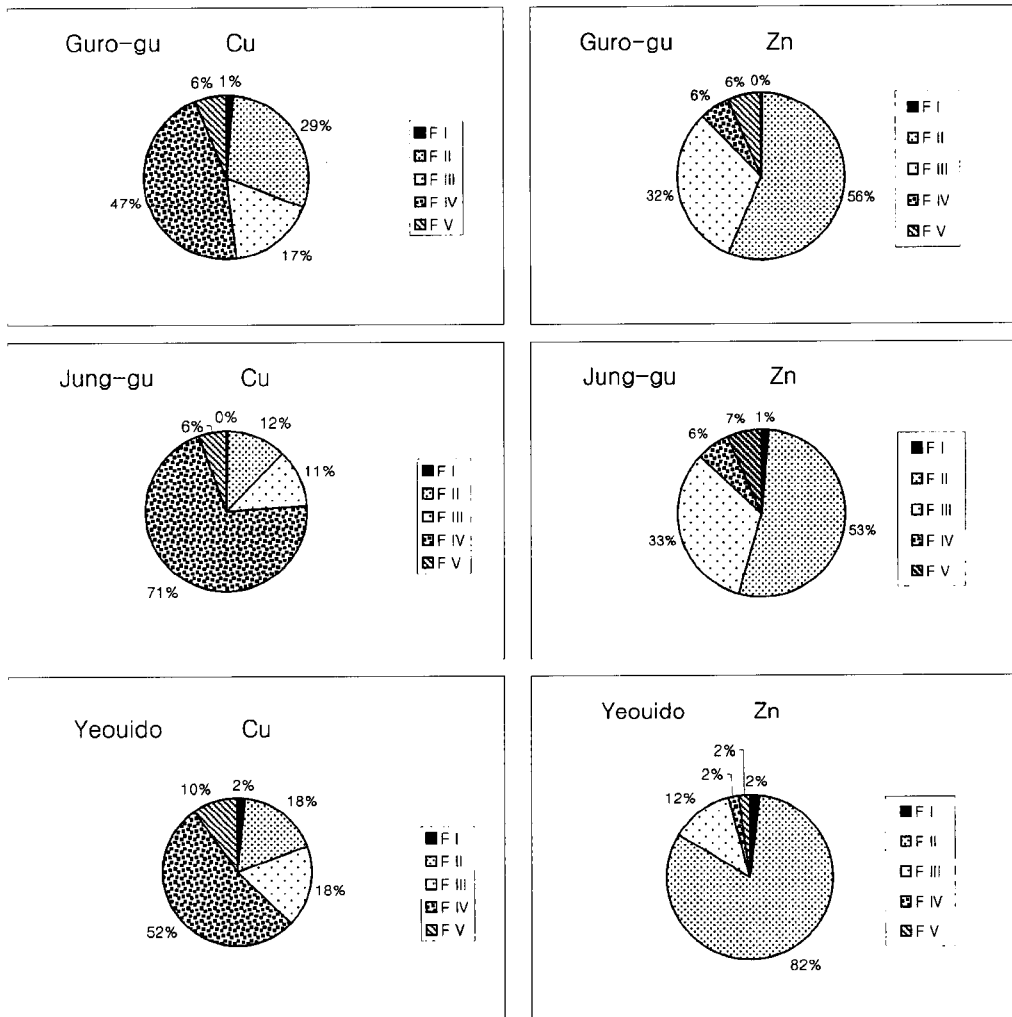 Guro-gu Cu
6% 1%
29%
47%
17%
F I
F II
F III
F IV
F V
Guro-gu Zn
6% 6% 0%
32%
56%
F I
F II
F III
F IV
F V
Jung-gu Cu
6% 0% 12%
11%
71%
F I
F II
F III
F IV
F V
Jung-gu Zn
6% 7% 1%
33%
53%
F I
F II
F III
F IV
F V
Yeouido Cu
10% 2% 18%
18%
52%
F I
F II
F III
F IV
F V
Yeouido Zn
2%
2% 2%
12%
82%
F I
F II
F III
F IV
F V